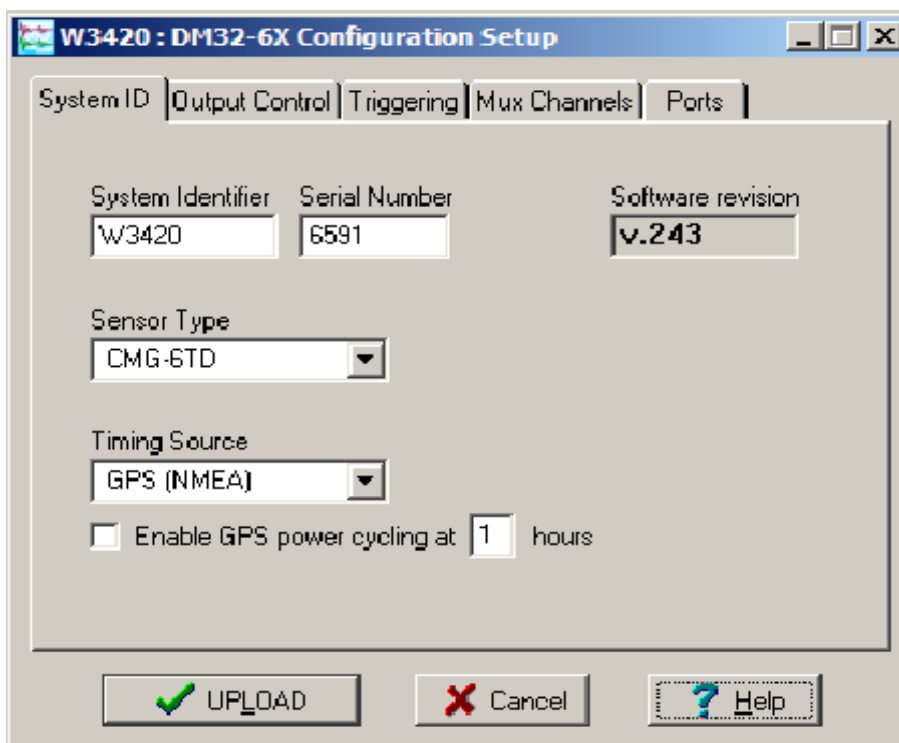 W3420 : DM32-6X Configuration Setup
System ID Output Control Triggering Mux Channels Ports
System Identifier Serial Number Software revision
W3420 6591 v.243
Sensor Type
CMG-6TD
Timing Source
GPS (NMEA)
Enable GPS power cycling at 1 hours
UPLOAD Cancel Help